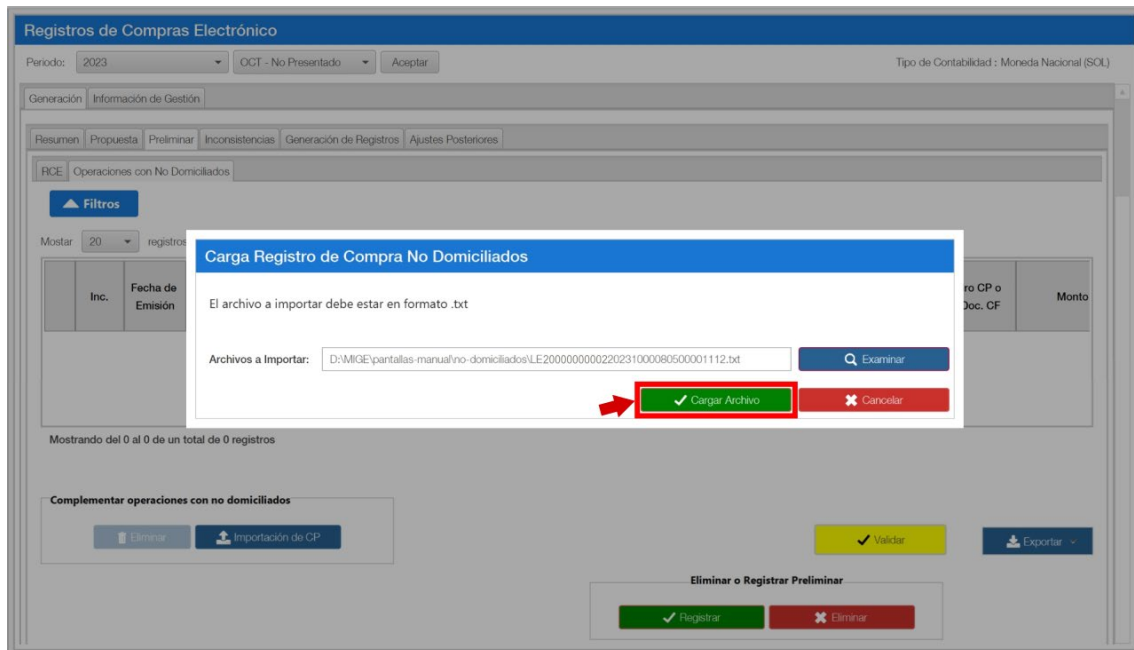 Registros de Compras Electrónico
Periodo: 2023 OCT - No Presentado Aceptar Tipo de Contabilidad : Moneda Nacional (SOL)
Generación Información de Gestión
Resumen Propuesta Preliminar Inconsistencias Generación de Registros Ajustes Posteriores
RCE Operaciones con No Domiciliados
Filtros
Mostar 20 registros
Carga Registro de Compra No Domiciliados
Inc. Fecha de Emisión ro CP o Doc. CF Monto
El archivo a importar debe estar en formato .txt
Archivos a Importar: D:\MIGE\pantallas-manual\no-domiciliados\LE2000000000220231000080500001112.txt Examinar
Cargar Archivo Cancelar
Mostrando del 0 al 0 de un total de 0 registros
Complementar operaciones con no domiciliados
Eliminar Importación de CP Validar Exportar
Eliminar o Registrar Preliminar
Registrar Eliminar